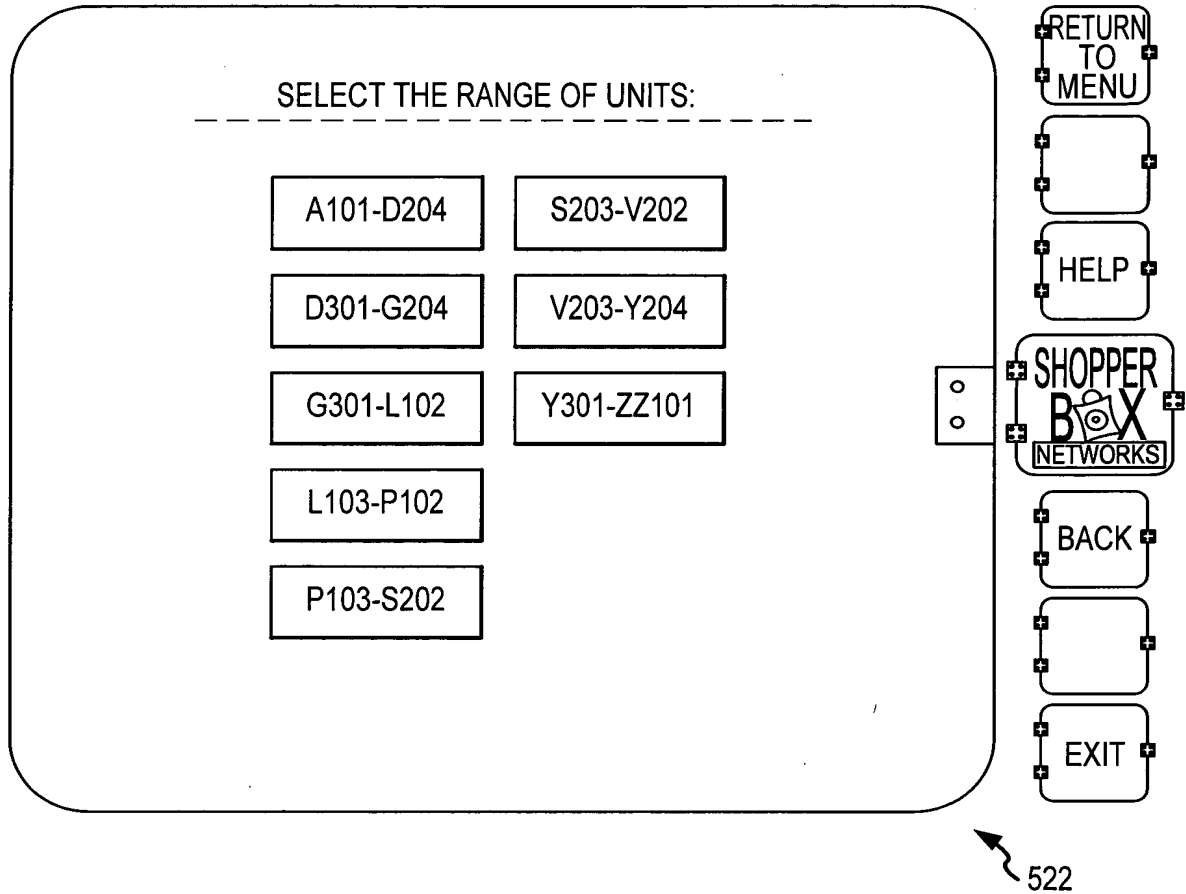 SELECT THE RANGE OF UNITS:
A101-D204
S203-V202
D301-G204
V203-Y204
G301-L102
Y301-ZZ101
L103-P102
P103-S202
RETURN
TO
MENU
HELP
SHOPPER
BOX
NETWORKS
BACK
EXIT
522